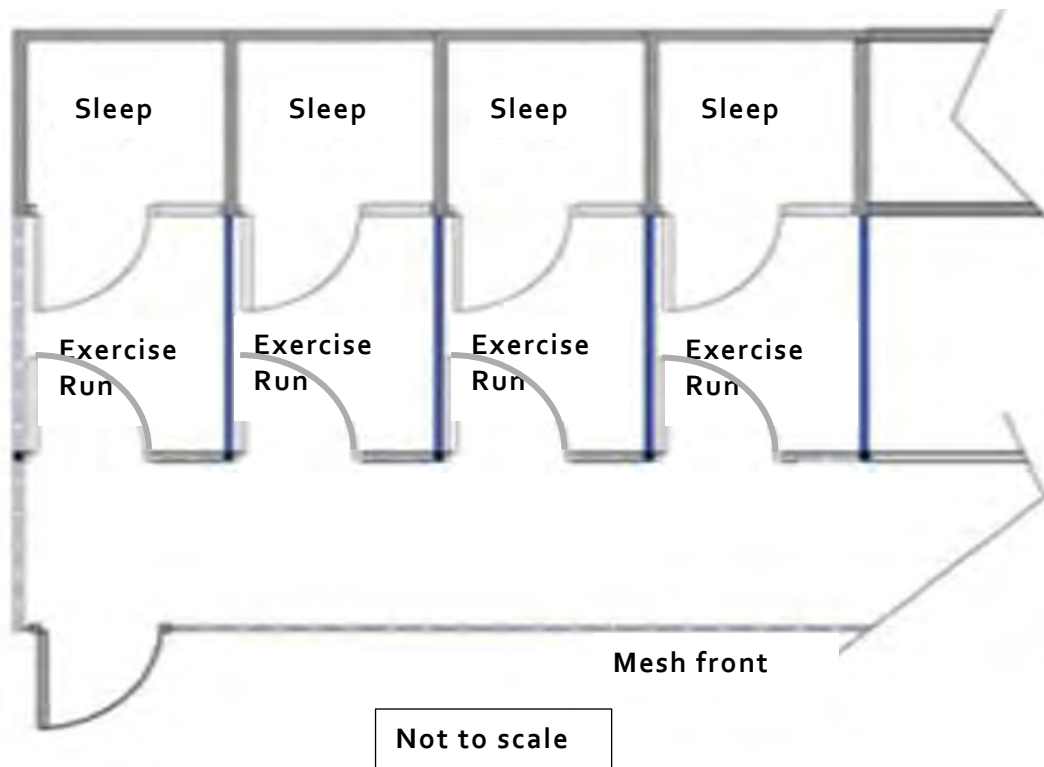 Sleep
Sleep
Sleep
Sleep
Exercise
Run
Exercise
Run
Exercise
Run
Exercise
Run
Mesh front
Not to scale